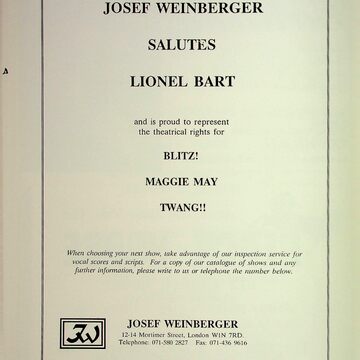 JOSEF WEINBERGER
SALUTES
LIONEL BART
and is proud to represent
the theatrical rights for
BLITZ!
MAGGIE MAY
TWANG!!
When choosing your next show, take advantage of our inspection service for
vocal scores and scripts. For a copy of our catalogue of shows and any
further information, please write to us or telephone the number below.
JW
JOSEF WEINBERGER
12-14 Mortimer Street, London W1N 7RD.
Telephone: 071-580 2827 Fax: 071-436 9616